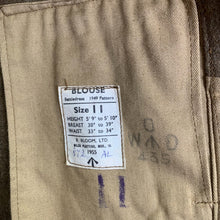 BLOUSE
Battledress 1949 Pattern
Size 11
HEIGHT 5' 9" to 5' 10"
BREAST 38" to 39"
WAIST 33" to 34"
R. BLOOM, LTD
1955
W A
11